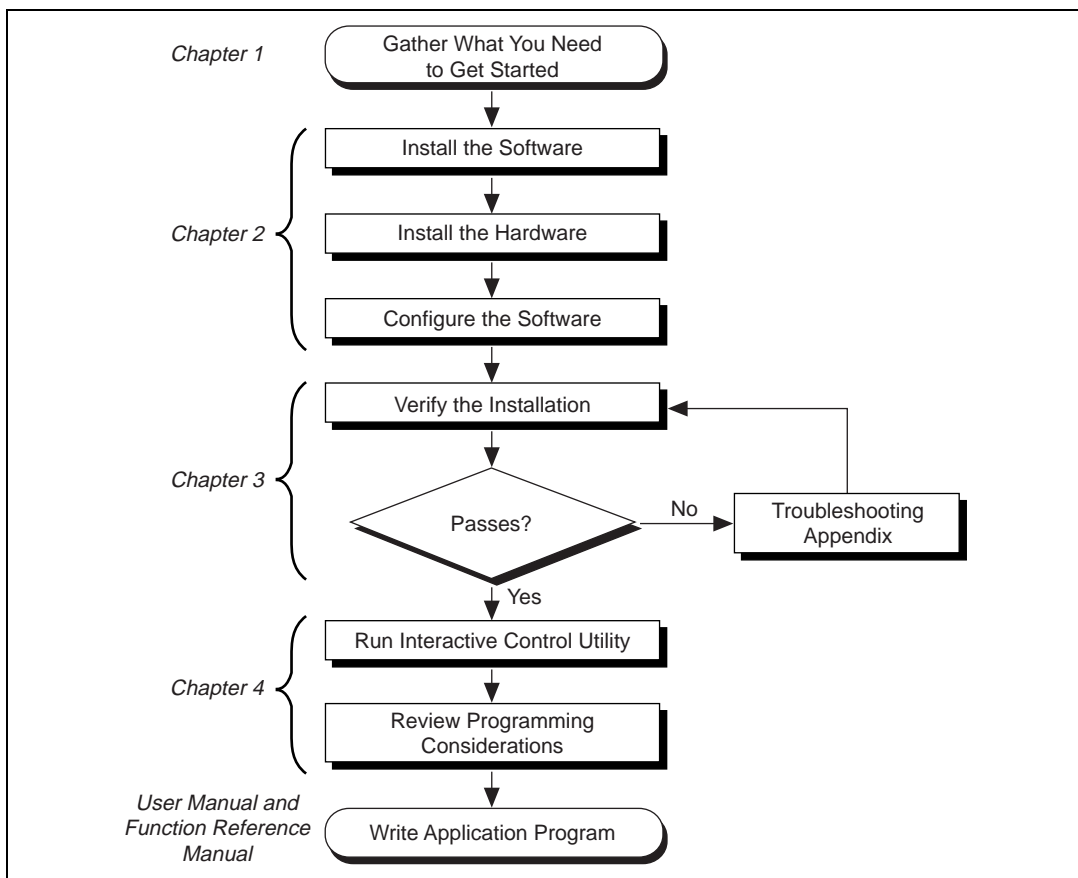 Chapter 1
Gather What You Need
to Get Started
Install the Software
Chapter 2
Install the Hardware
Configure the Software
Verify the Installation
Chapter 3
Passes?
No
Troubleshooting
Appendix
Yes
Run Interactive Control Utility
Chapter 4
Review Programming
Considerations
User Manual and
Function Reference
Manual
Write Application Program